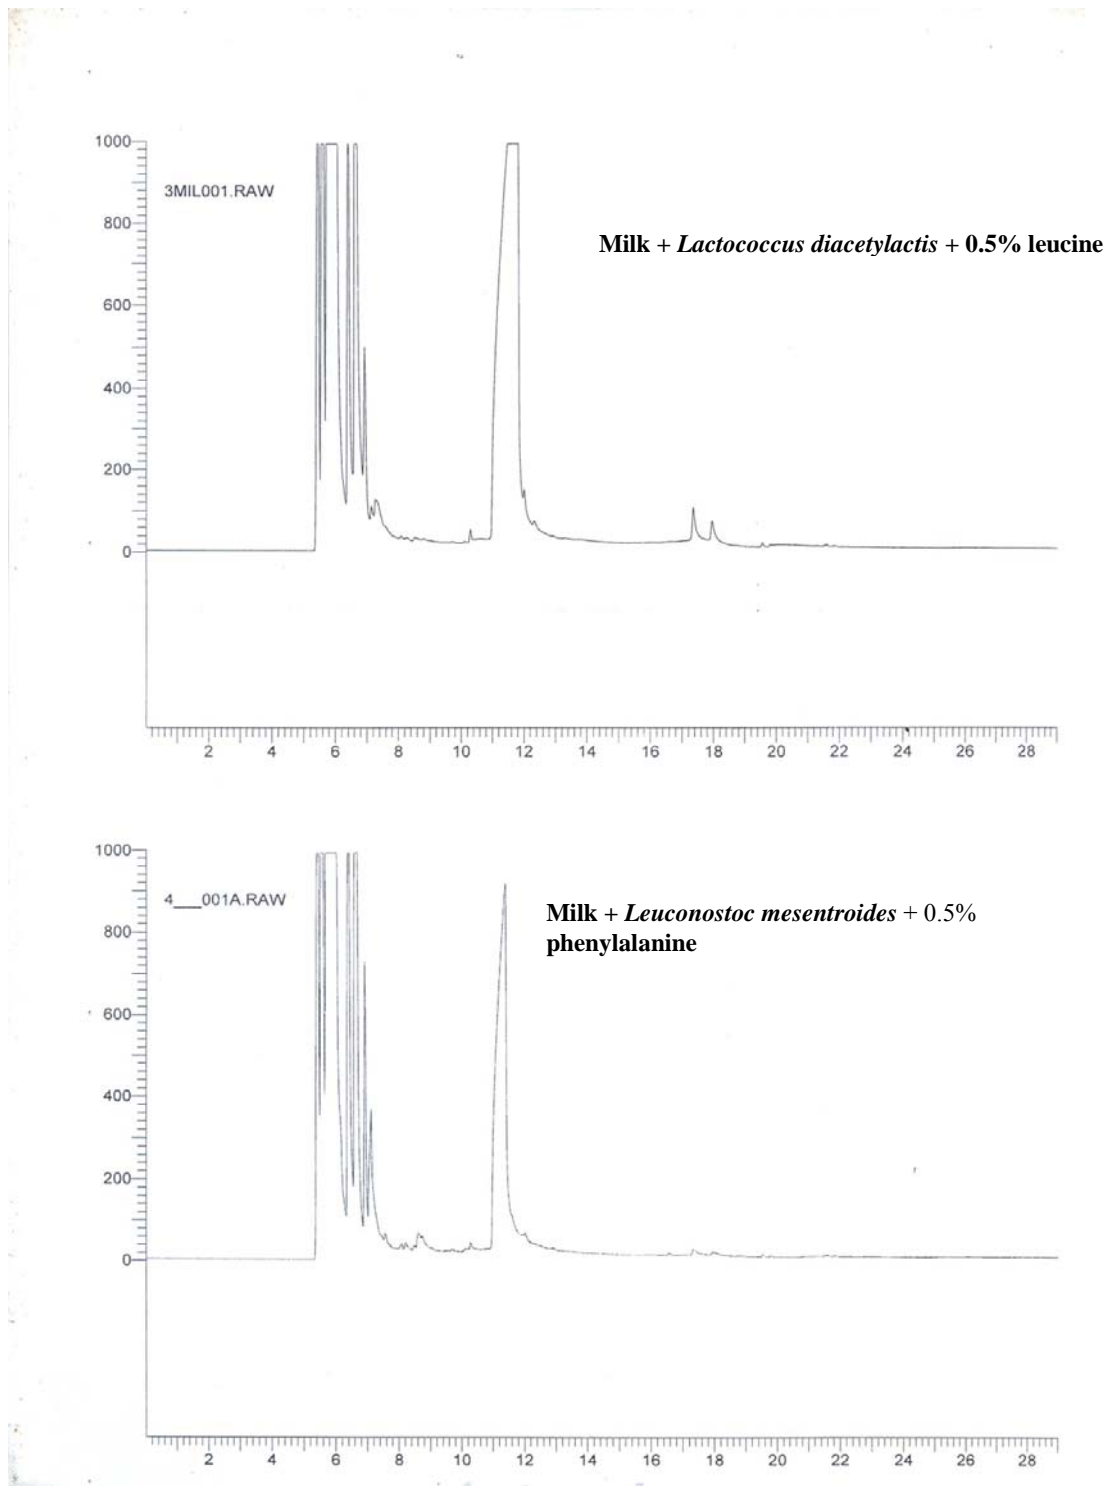 1000
3MIL001.RAW
800
Milk + Lactococcus diacetylactis + 0.5% leucine
600
400
200
0
2 4 6 8 10 12 14 16 18 20 22 24 26 28
1000
4___001A.RAW
Milk + Leuconostoc mesentroides + 0.5%
800
phenylalanine
600
400
200
0
2 4 6 8 10 12 14 16 18 20 22 24 26 28